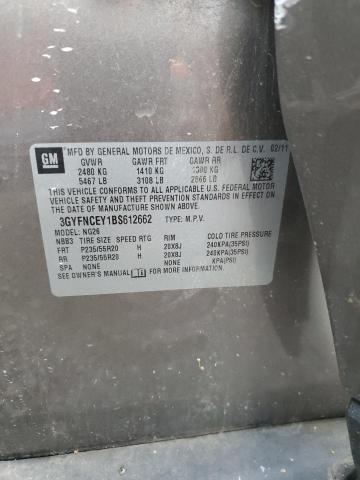 GM
MFD BY GENERAL MOTORS DE MEXICO, S. DE R.L. DE C.V. 02/11
GVWR GAWR FRT GAWR RR
2480 KG 1410 KG 1300 KG
5467 LB 3108 LB 2866 LB
THIS VEHICLE CONFORMS TO ALL APPLICABLE U.S. FEDERAL MOTOR
VEHICLE SAFETY, BUMPER, AND THEFT PREVENTION STANDARDS IN
EFFECT ON THE DATE OF MANUFACTURE SHOWN ABOVE.
3GYFNCEY1BS612662 TYPE: M.P.V.
MODEL: NG26
NBB3 TIRE SIZE SPEED RTG RIM COLD TIRE PRESSURE
FRT P235/55R20 H 20X8J 240KPA(35PSI)
RR P235/55R20 H 20X8J 240KPA(35PSI)
SPA NONE NONE KPA(PSI)
SEE OWNER'S MANUAL FOR MORE INFORMATION.